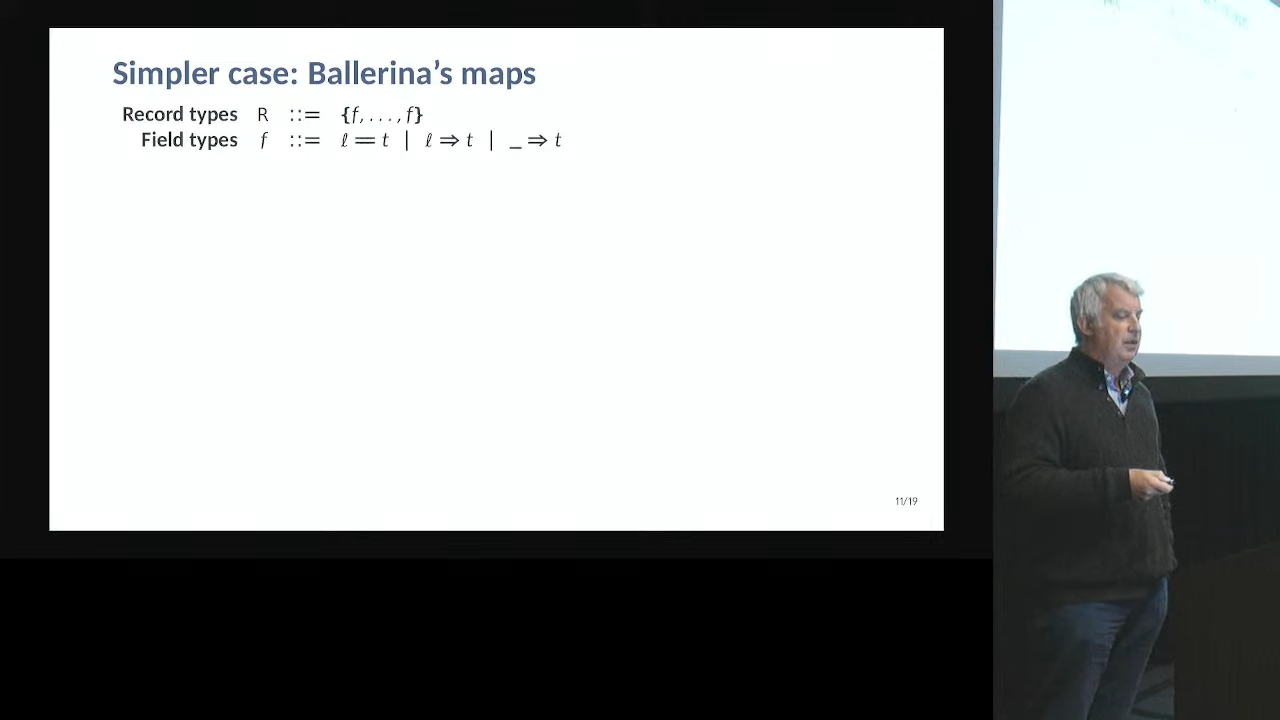 Simpler case: Ballerina's maps
Record types R ::= {f, . . . , f}
Field types f ::= ℓ = t | ℓ ⇒ t | _ ⇒ t
11/19